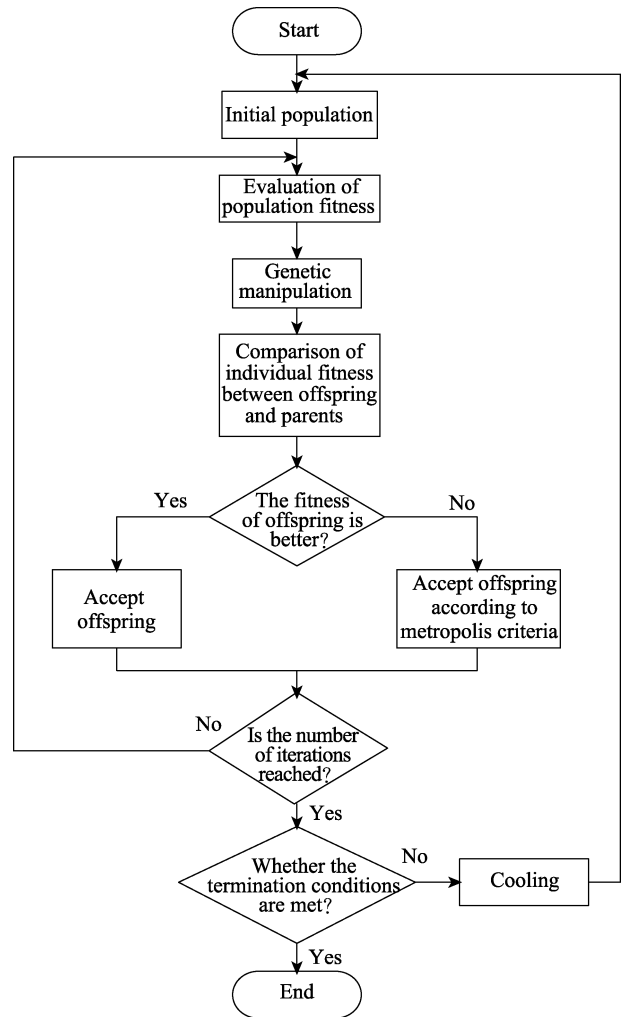 Start
Initial population
Evaluation of
population fitness
Genetic
manipulation
Comparison of
individual fitness
between offspring
and parents
The fitness
of offspring is
better?
Yes
No
Accept
offspring
Accept offspring
according to
metropolis criteria
Is the number
of iterations
reached?
No
Yes
Whether the
termination conditions
are met?
No
Cooling
Yes
End